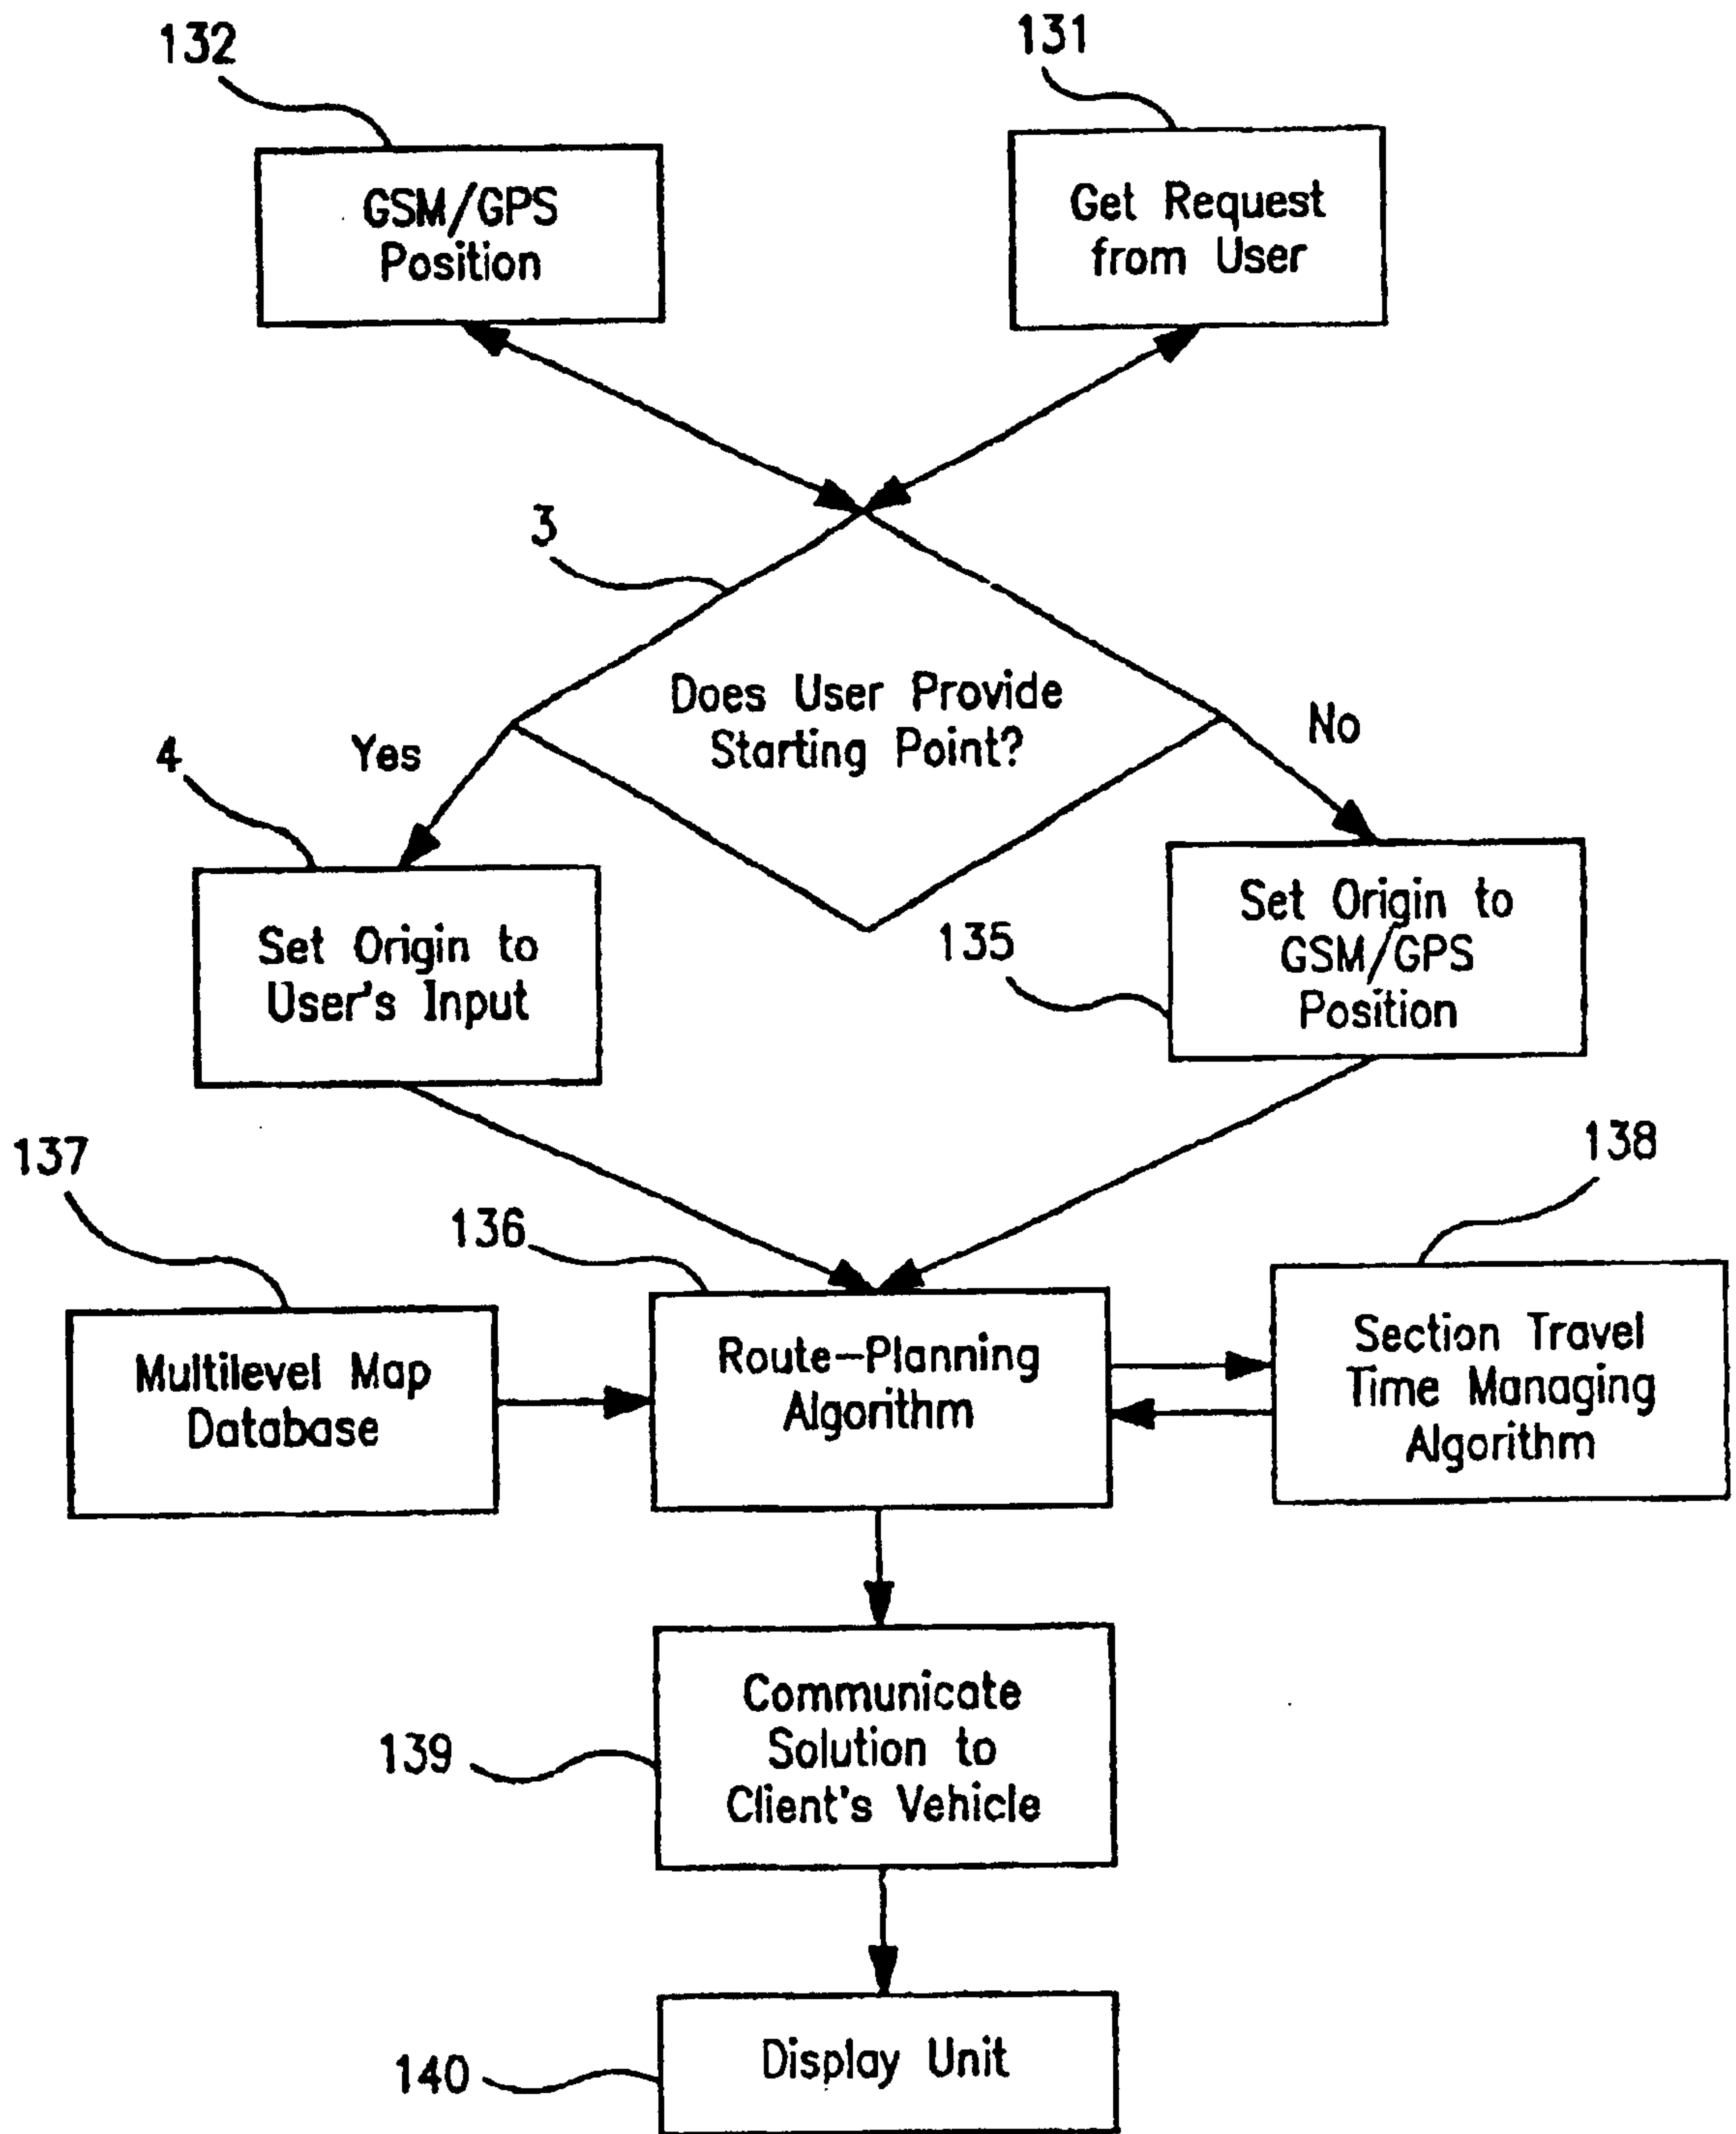 132
131
GSM/GPS
Position
Get Request
from User
3
Does User Provide
Starting Point?
Yes
No
4
Set Origin to
User's Input
135
Set Origin to
GSM/GPS
Position
137
136
138
Multilevel Map
Database
Route-Planning
Algorithm
Section Travel
Time Managing
Algorithm
139
Communicate
Solution to
Client's Vehicle
140
Display Unit